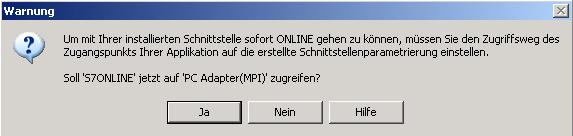 Warnung
Um mit Ihrer installierten Schnittstelle sofort ONLINE gehen zu können, müssen Sie den Zugriffsweg des
Zugangspunkts Ihrer Applikation auf die erstellte Schnittstellenparametrierung einstellen.
Soll 'S7ONLINE' jetzt auf 'PC Adapter(MPI)' zugreifen?
Ja
Nein
Hilfe